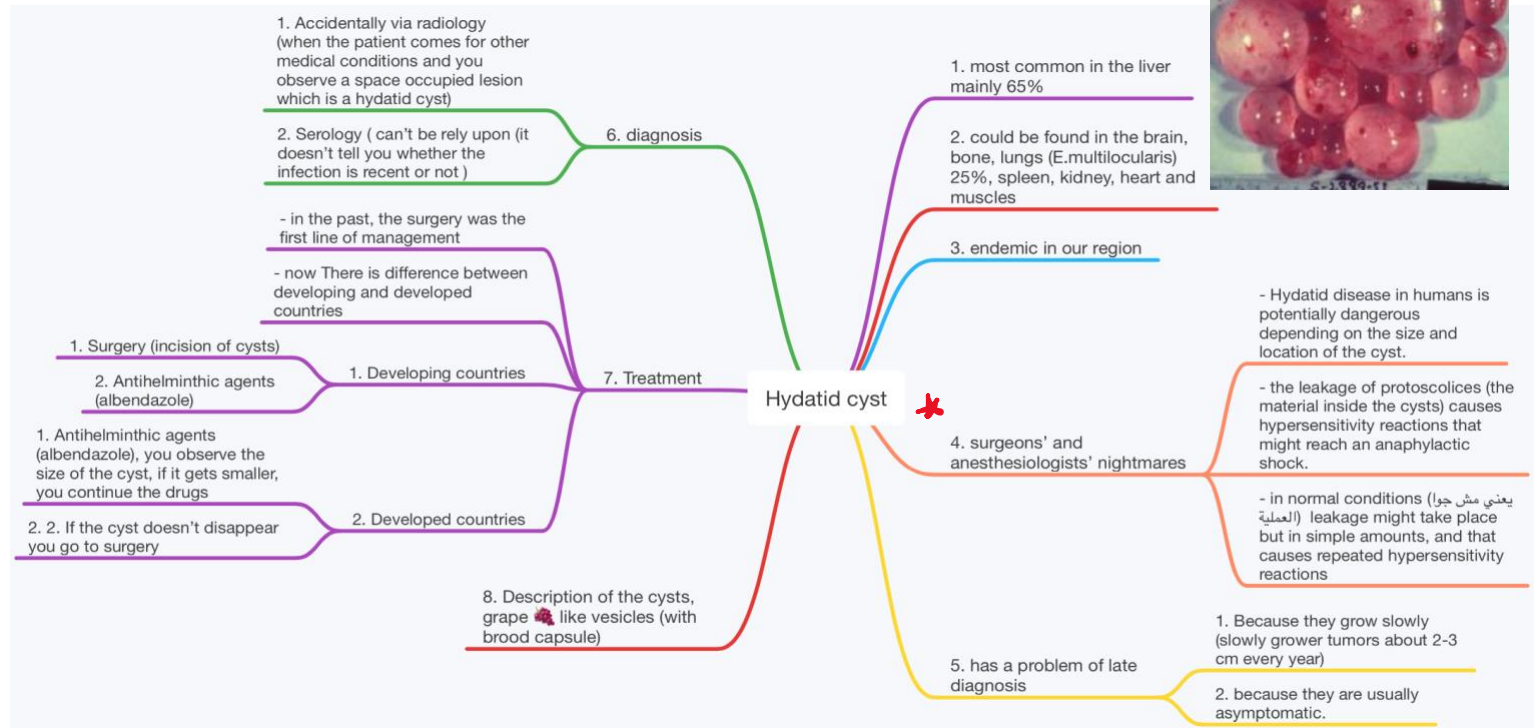 Hydatid cyst
1. most common in the liver
mainly 65%
2. could be found in the brain,
bone, lungs (E.multilocularis)
25%, spleen, kidney, heart and
muscles
3. endemic in our region
4. surgeons’ and
anesthesiologists’ nightmares
- Hydatid disease in humans is
potentially dangerous
depending on the size and
location of the cyst.
- the leakage of protoscolices (the
material inside the cysts) causes
hypersensitivity reactions that
might reach an anaphylactic
shock.
- in normal conditions (يعني مش جوا
العملية) leakage might take place
but in simple amounts, and that
causes repeated hypersensitivity
reactions
5. has a problem of late
diagnosis
1. Because they grow slowly
(slowly grower tumors about 2-3
cm every year)
2. because they are usually
asymptomatic.
6. diagnosis
1. Accidentally via radiology
(when the patient comes for other
medical conditions and you
observe a space occupied lesion
which is a hydatid cyst)
2. Serology ( can’t be rely upon (it
doesn’t tell you whether the
infection is recent or not )
7. Treatment
- in the past, the surgery was the
first line of management
- now There is difference between
developing and developed
countries
1. Developing countries
1. Surgery (incision of cysts)
2. Antihelminthic agents
(albendazole)
2. Developed countries
1. Antihelminthic agents
(albendazole), you observe the
size of the cyst, if it gets smaller,
you continue the drugs
2. 2. If the cyst doesn’t disappear
you go to surgery
8. Description of the cysts,
grape 🍇 like vesicles (with
brood capsule)